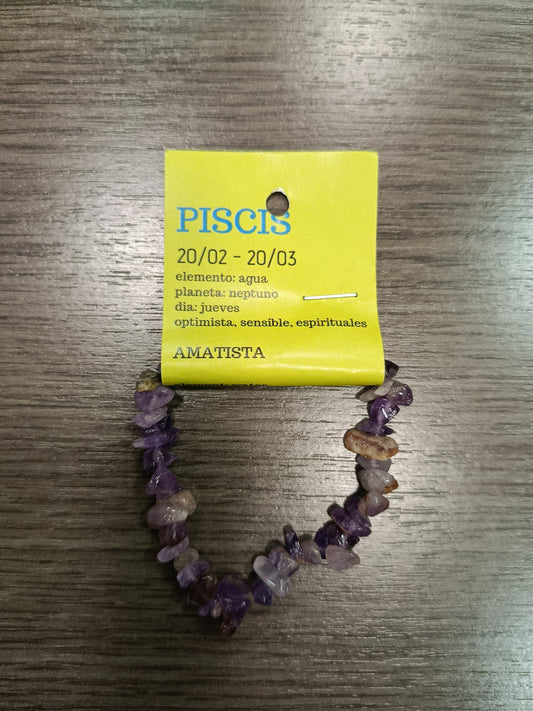 PISCIS
20/02 - 20/03
elemento: agua
planeta: neptuno
dia: jueves
optimista, sensible, espirituales
AMATISTA